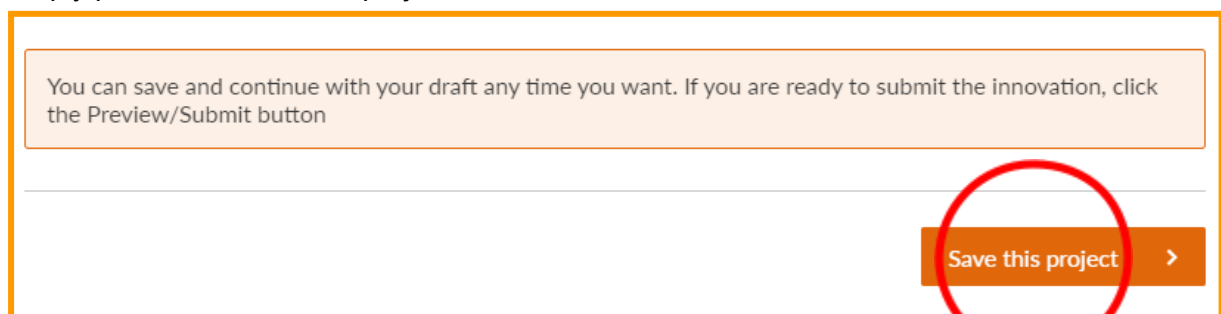 You can save and continue with your draft any time you want. If you are ready to submit the innovation, click
the Preview/Submit button
Save this project